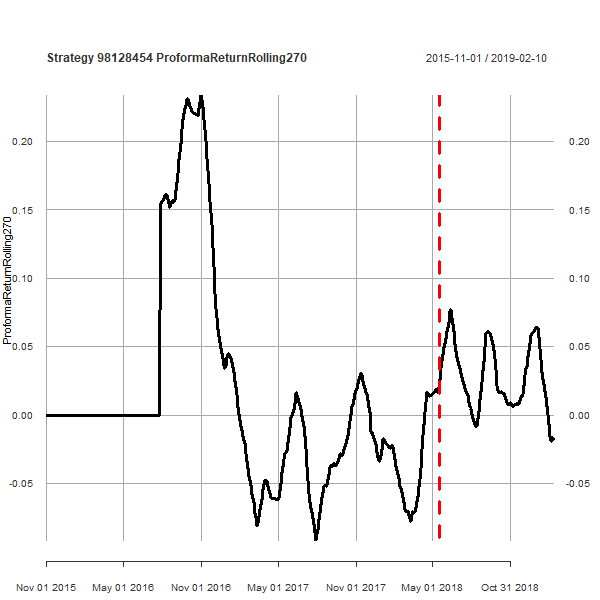 Strategy 98128454 ProformaReturnRolling270
2015-11-01 / 2019-02-10
ProformaReturnRolling270
0.20
0.15
0.10
0.05
0.00
-0.05
0.20
0.15
0.10
0.05
0.00
-0.05
Nov 01 2015
May 01 2016
Nov 01 2016
May 01 2017
Nov 01 2017
May 01 2018
Oct 31 2018